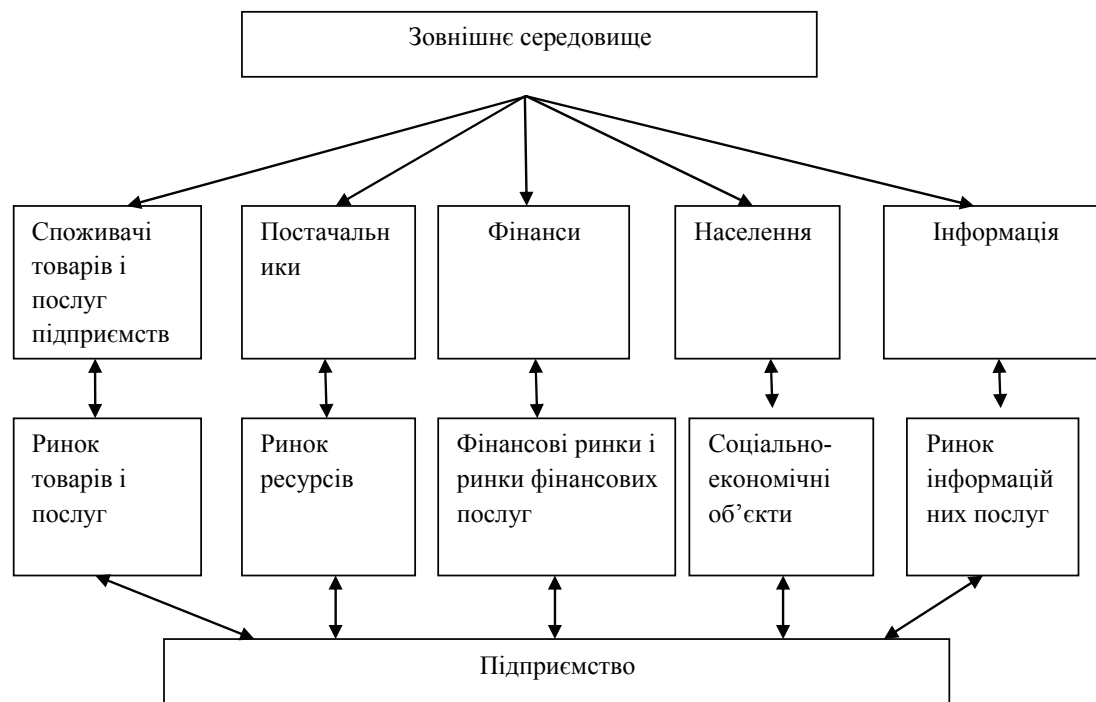 Зовнішнє середовище
Споживачі
товарів і
послуг
підприємств
Постачальн
ики
Фінанси
Населення
Інформація
Ринок
товарів і
послуг
Ринок
ресурсів
Фінансові ринки і
ринки фінансових
послуг
Соціально-
економічні
об’єкти
Ринок
інформацій
них послуг
Підприємство